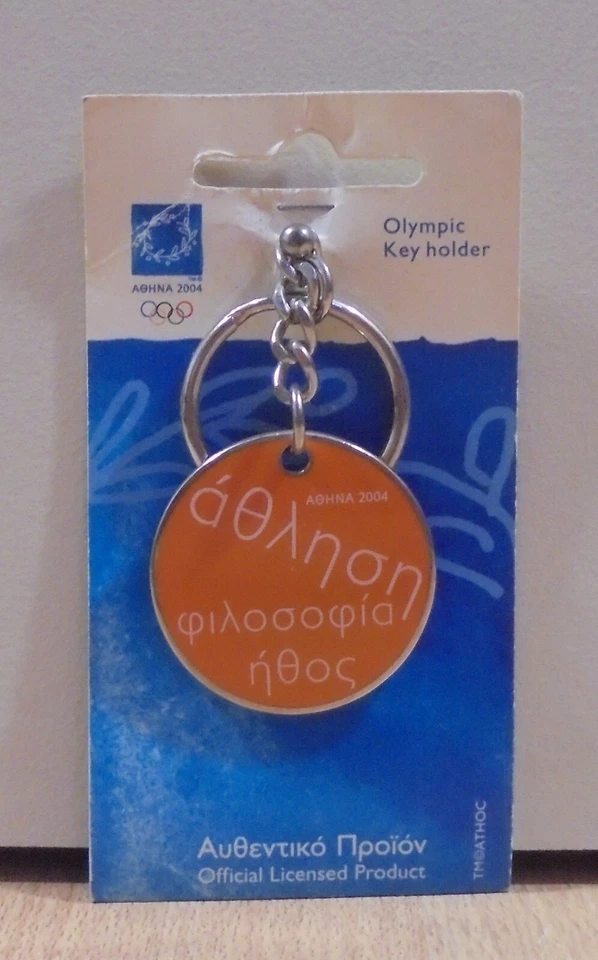 Olympic
Key holder
ΑΘΗΝΑ 2004
ΑΘΗΝΑ 2004
άθληση
φιλοσοφία
ήθος
Αυθεντικό Προϊόν
Official Licensed Product
TM©ATHOC